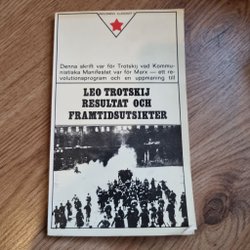 Denna skrift var för Trotskij vad Kommu-
nistiska Manifestet var för Marx — ett re-
volutionsprogram och en uppmaning till
LEO TROTSKIJ
RESULTAT OCH
FRAMTIDSUTSIKTER